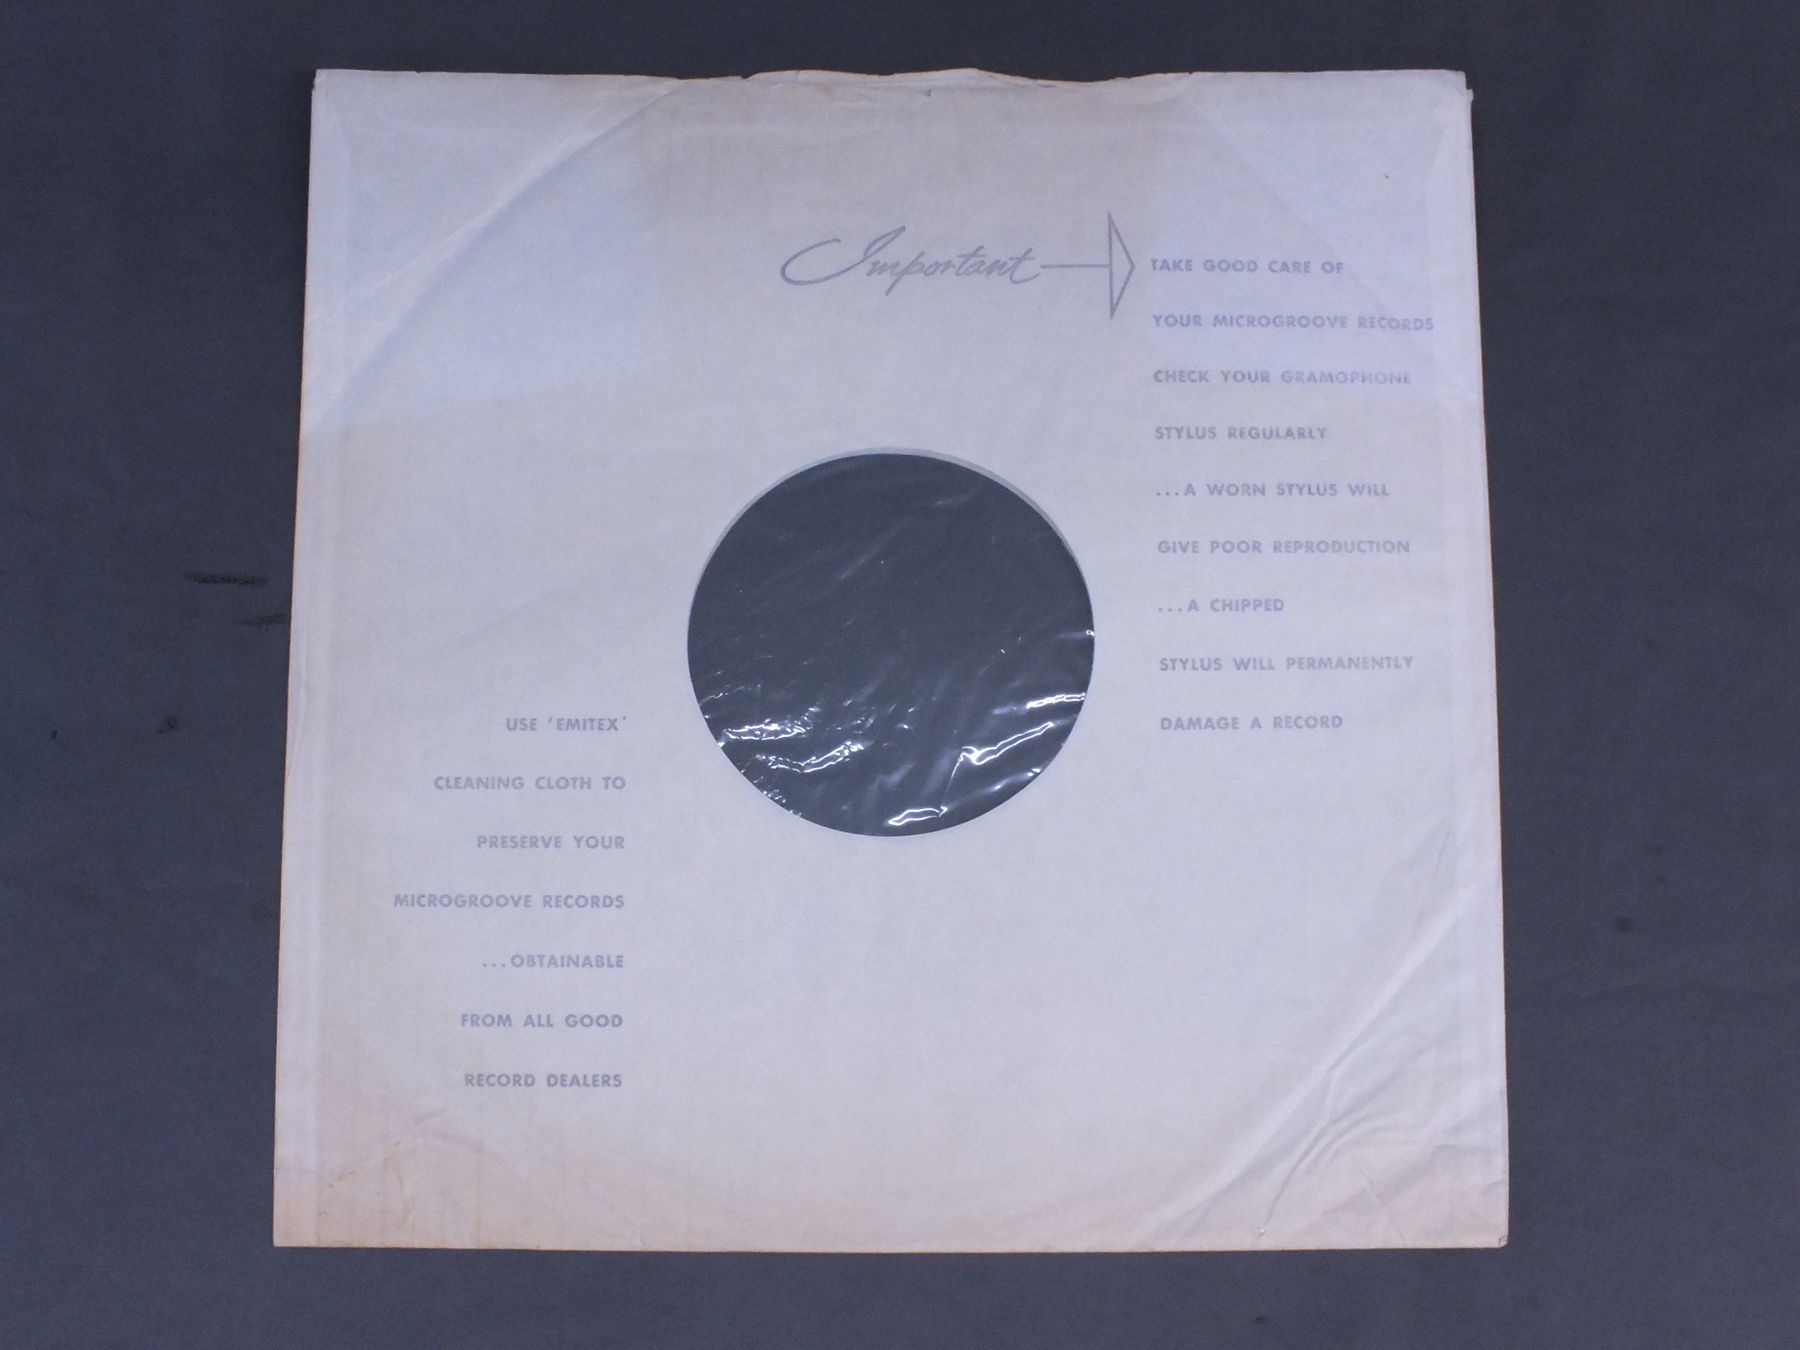 Important
TAKE GOOD CARE OF
YOUR MICROGROOVE RECORDS
CHECK YOUR GRAMOPHONE
STYLUS REGULARLY
...A WORN STYLUS WILL
GIVE POOR REPRODUCTION
...A CHIPPED
STYLUS WILL PERMANENTLY
DAMAGE A RECORD
USE 'EMITEX'
CLEANING CLOTH TO
PRESERVE YOUR
MICROGROOVE RECORDS
...OBTAINABLE
FROM ALL GOOD
RECORD DEALERS